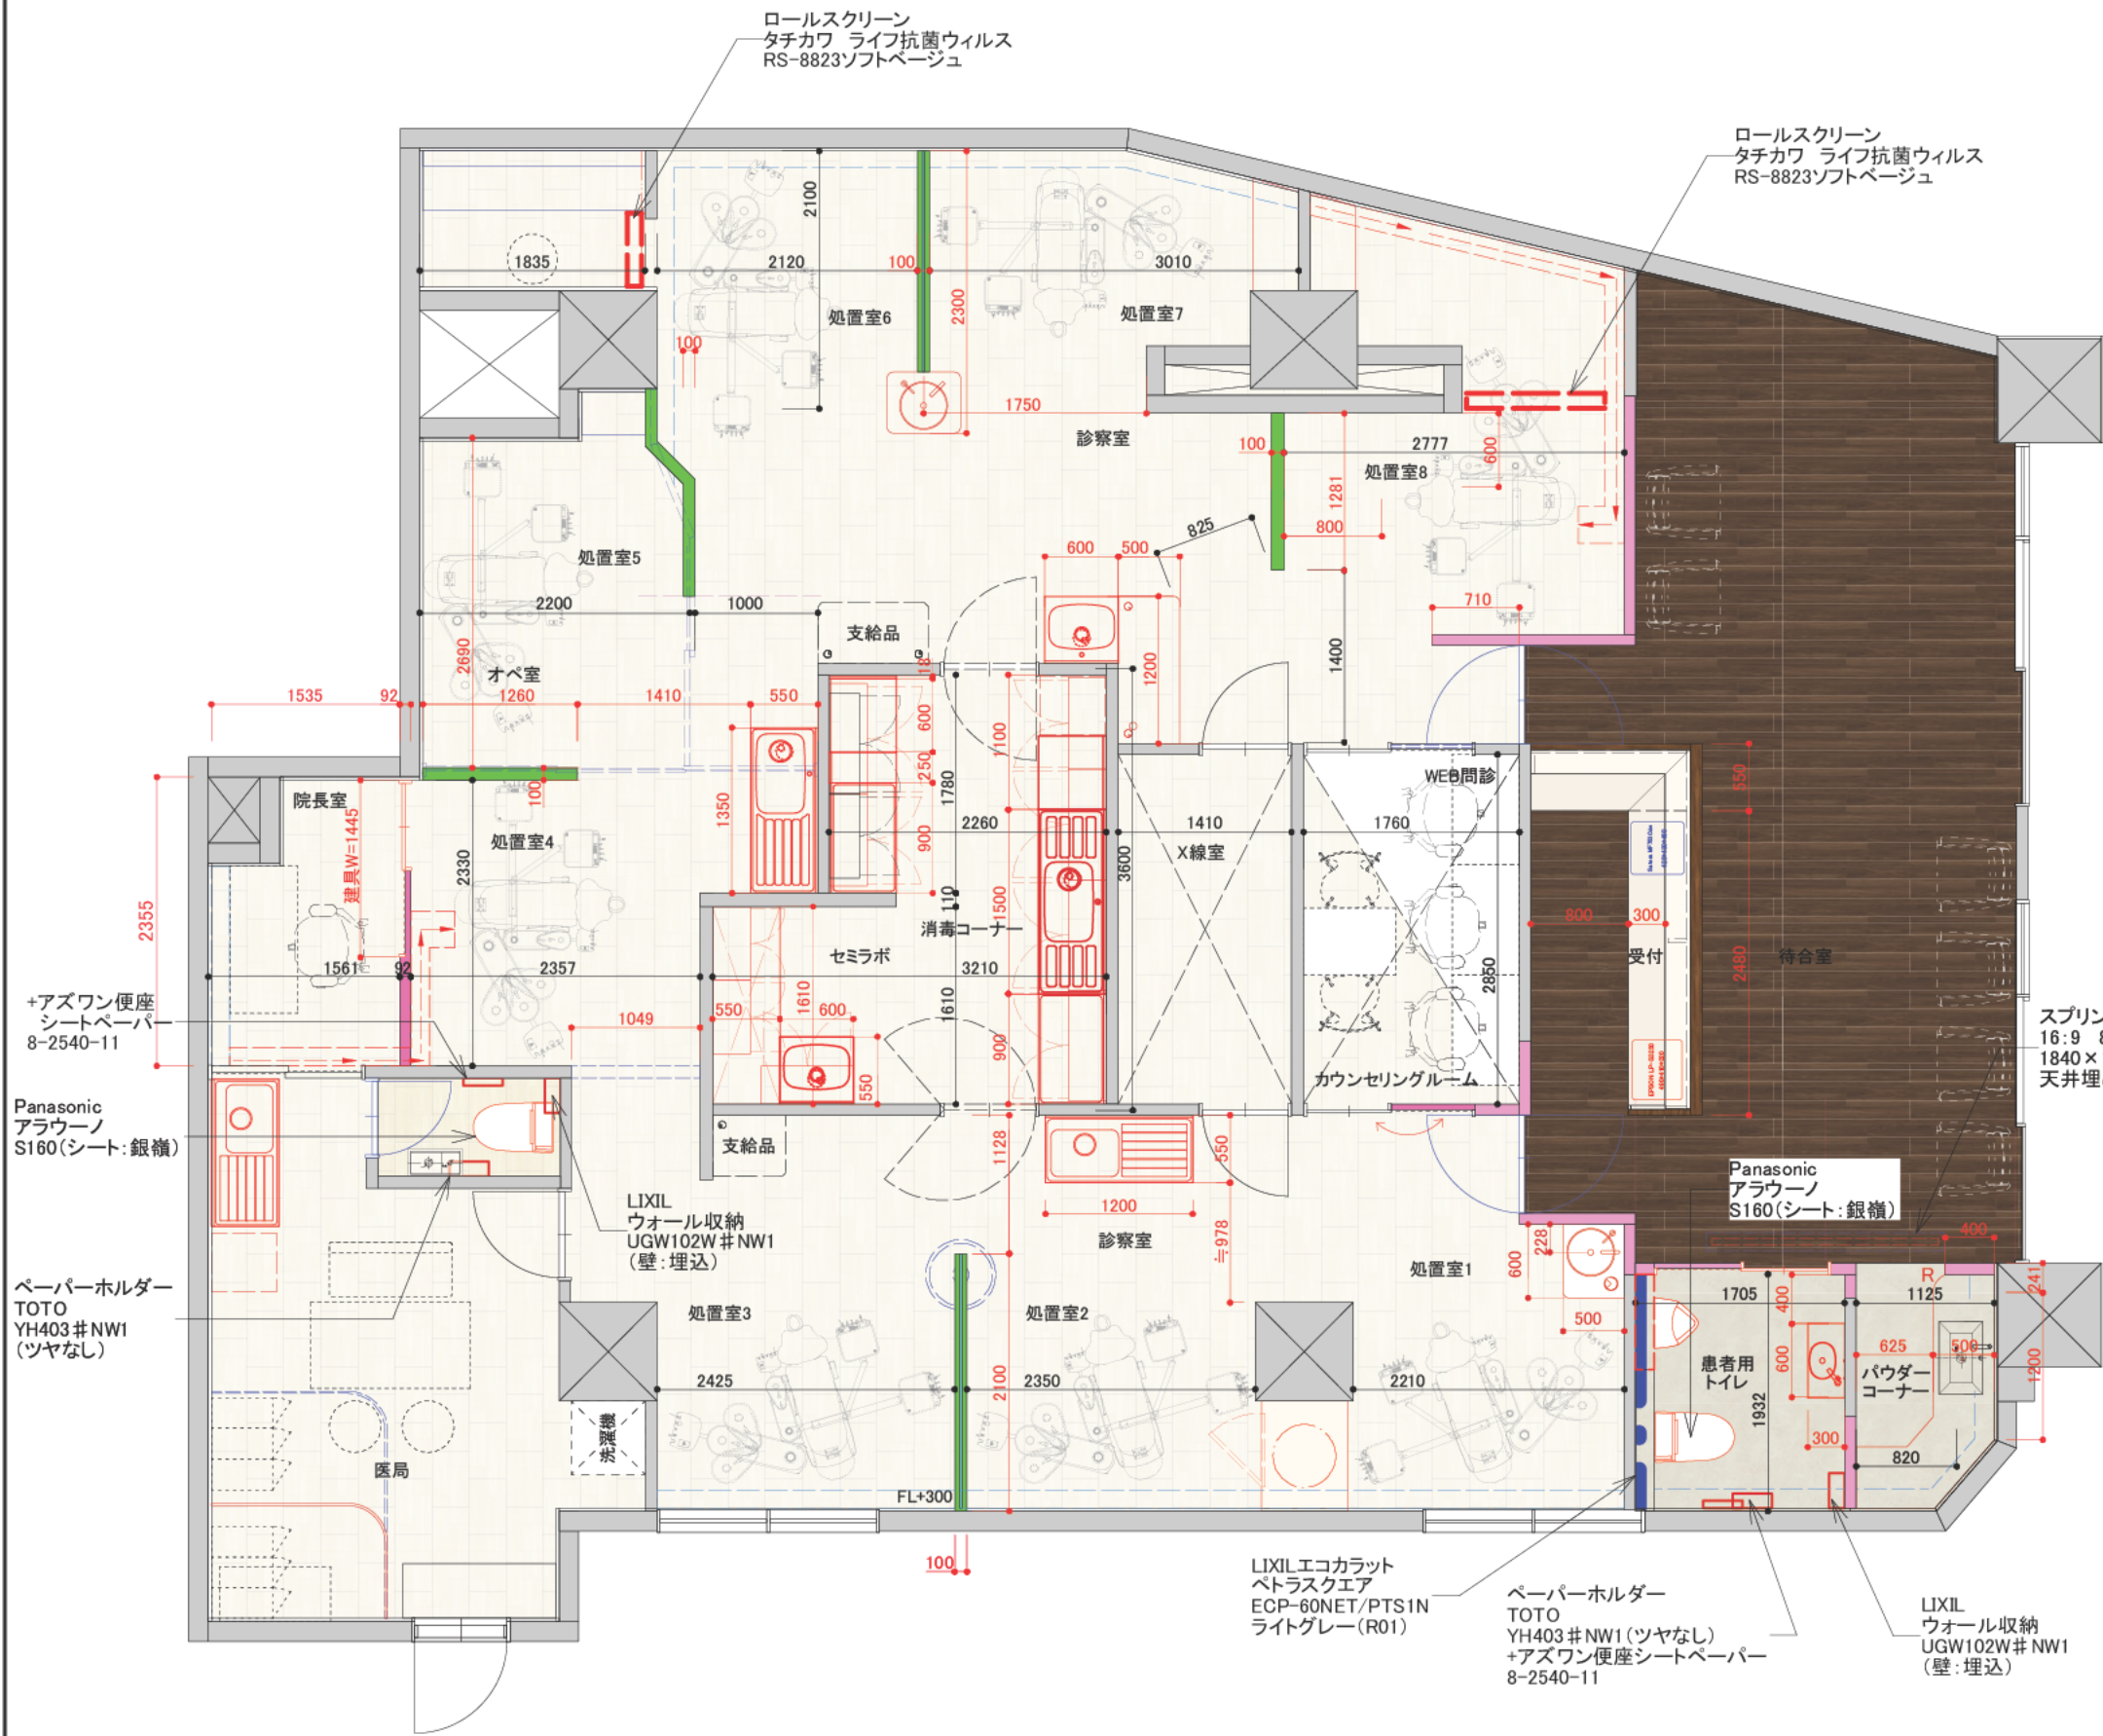 ロールスクリーン
タチカワ ライフ抗菌ウィルス
RS-8823ソフトベージュ
ロールスクリーン
タチカワ ライフ抗菌ウィルス
RS-8823ソフトベージュ
2100
1835
2120
100
3010
2300
処置室6
処置室7
100
1750
診察室
100
2777
600
処置室8
1281
800
825
600
500
処置室5
2200
1000
710
支給品
2690
オペ室
18
1200
1400
1535
92
1260
1410
550
600
1100
250
1780
550
院長室
100
建具W=1445
処置室4
1350
WEB問診
2330
2260
1410
1760
900
X線室
3600
2355
110
1500
800
300
消毒コーナー
セミラボ
受付
待合室
2480
1561
92
2357
3210
2850
+アズワン便座
シートペーパー
8-2540-11
550
1610
600
1610
1049
900
スプリン
16:9 8
1840×
天井埋
550
カウンセリングルーム
Panasonic
アラウーノ
S160(シート:銀嶺)
支給品
1128
550
Panasonic
アラウーノ
S160(シート:銀嶺)
LIXIL
ウォール収納
UGW102W♯NW1
(壁:埋込)
1200
≒978
診察室
228
600
400
処置室1
R
241
ペーパーホルダー
TOTO
YH403♯NW1
(ツヤなし)
処置室3
処置室2
500
1705
400
1125
625
500
患者用
トイレ
600
パウダー
コーナー
1200
2425
2100
2350
2210
1932
洗濯機
300
820
医局
FL+300
100
LIXILエコカラット
ペトラスクエア
ECP-60NET/PTS1N
ライトグレー(R01)
ペーパーホルダー
TOTO
YH403♯NW1(ツヤなし)
+アズワン便座シートペーパー
8-2540-11
LIXIL
ウォール収納
UGW102W♯NW1
(壁:埋込)